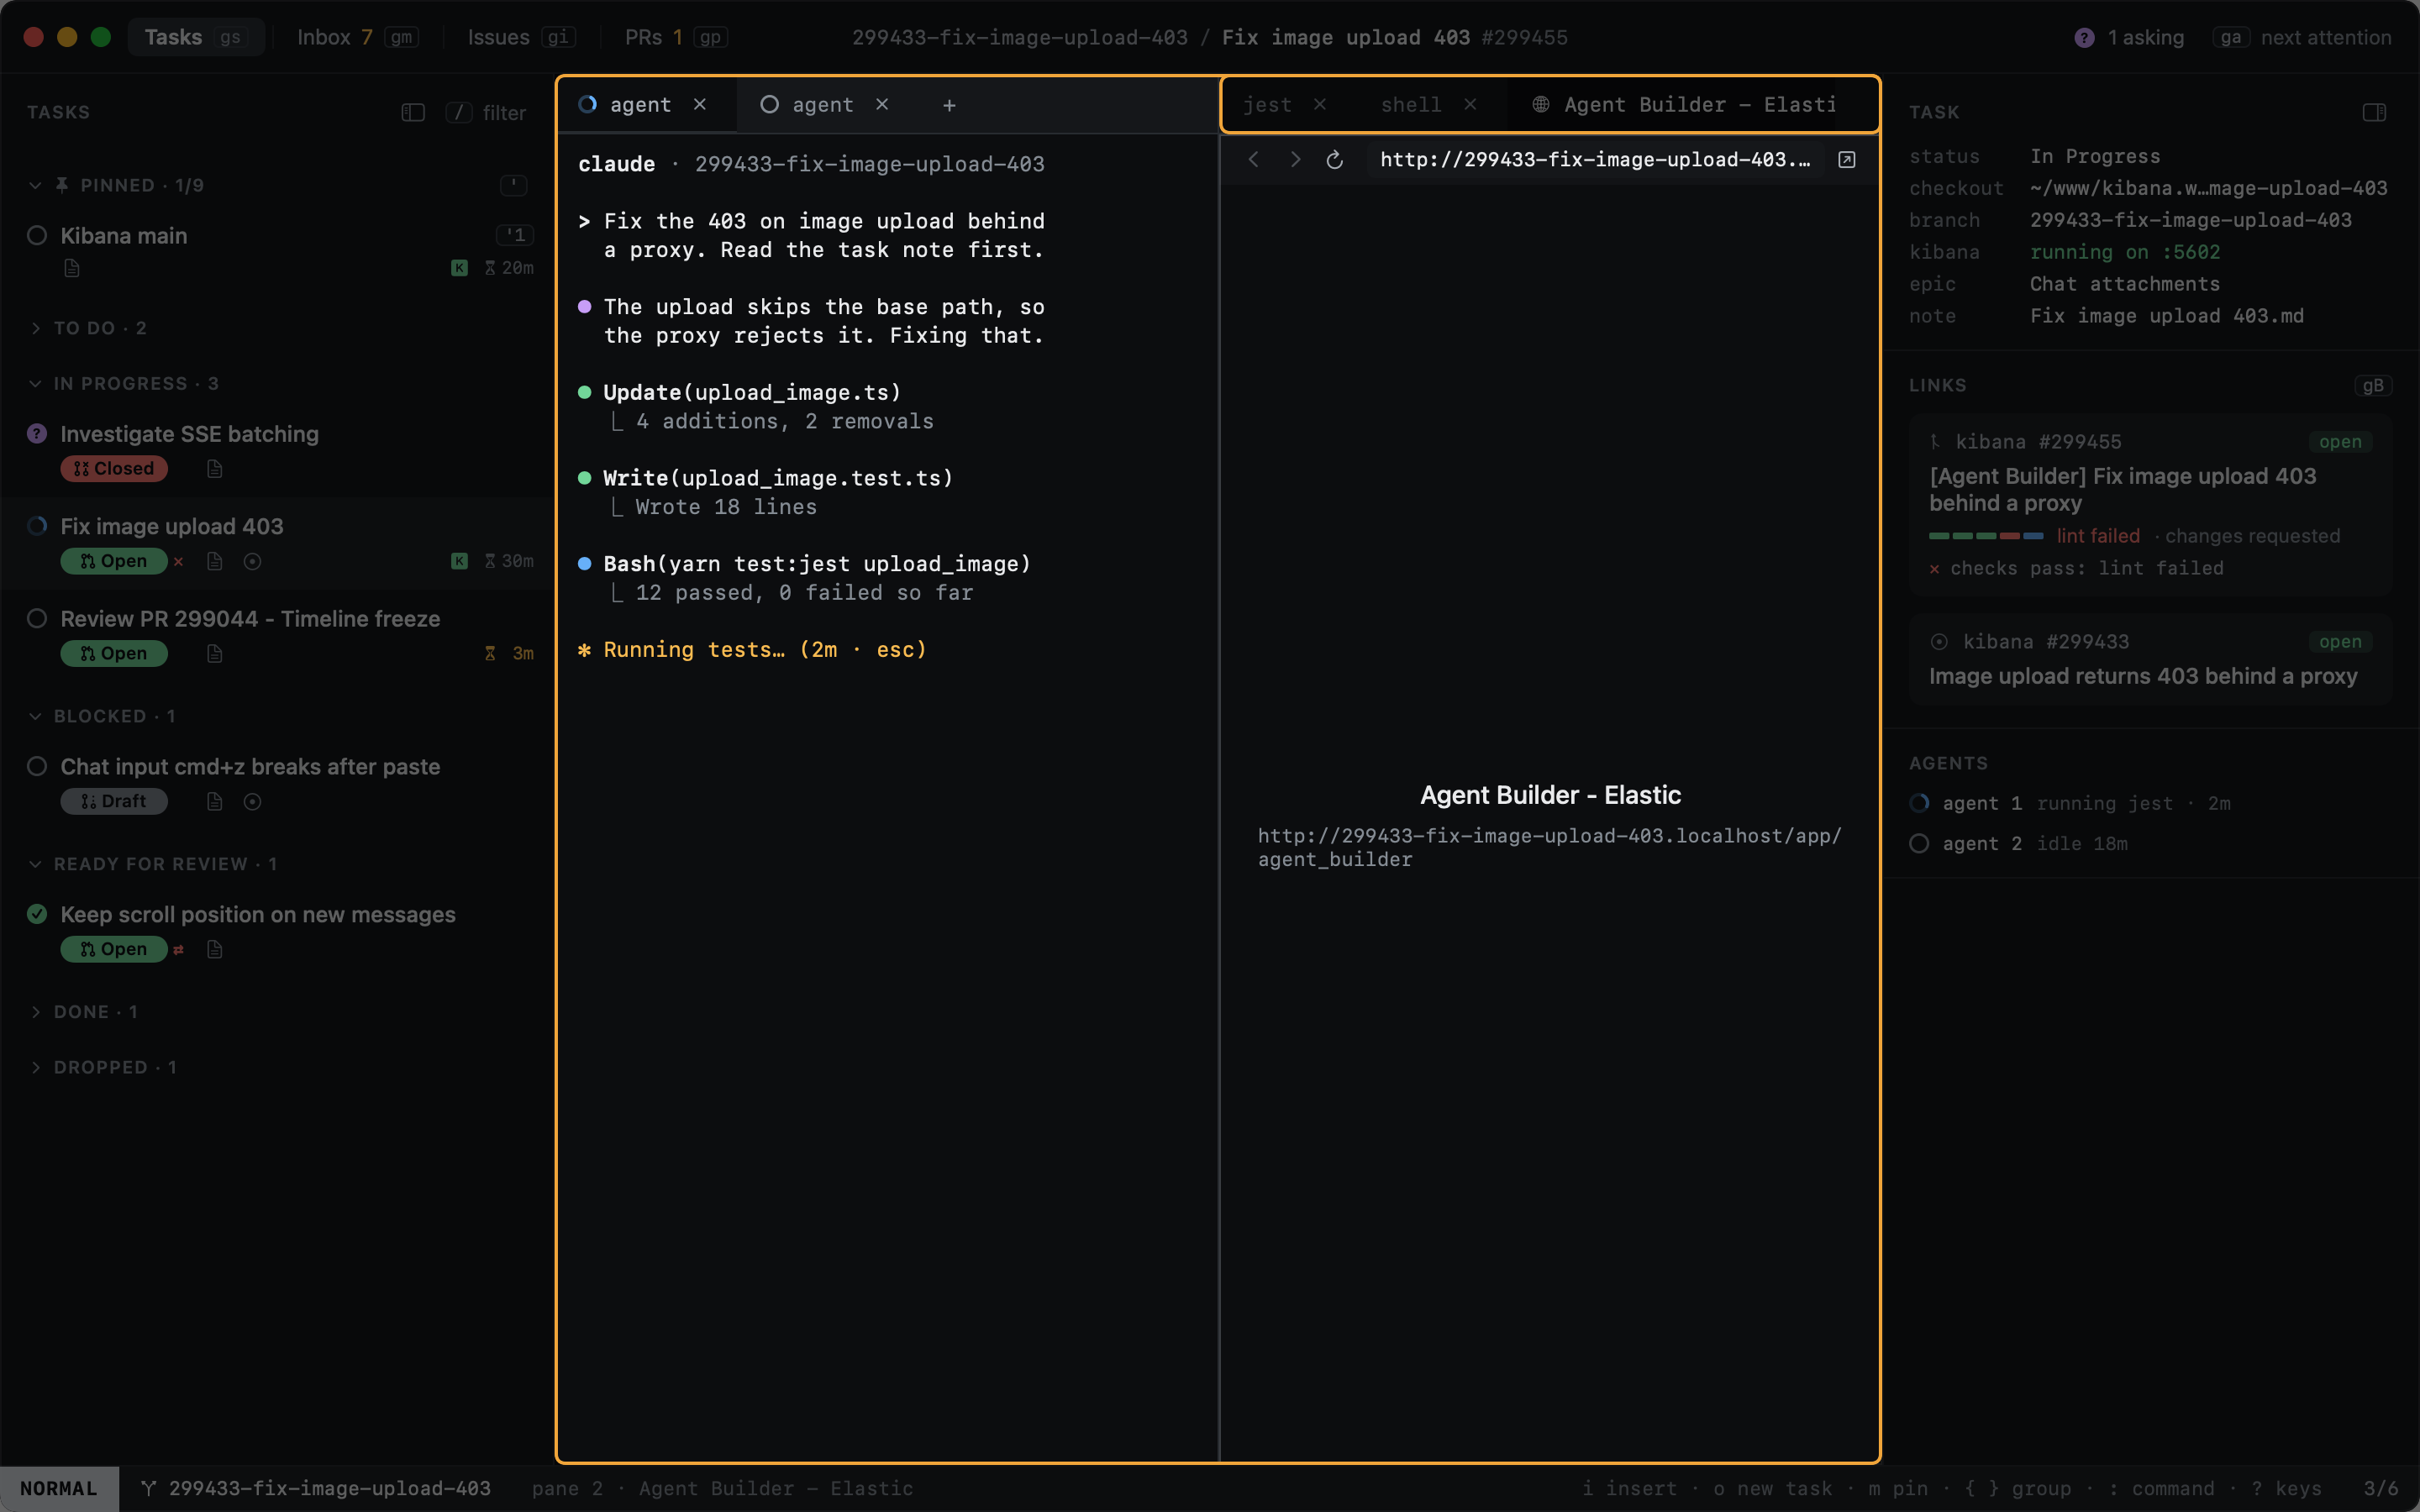 Tasks gs
Inbox 7 gm
Issues gi
PRs 1 gp
299433-fix-image-upload-403 / Fix image upload 403 #299455
? 1 asking
ga next attention
TASKS
/ filter
PINNED · 1/9 '
Kibana main '1
K 20m
TO DO · 2
IN PROGRESS · 3
? Investigate SSE batching
Closed
Fix image upload 403
Open × K 30m
Review PR 299044 - Timeline freeze
Open 3m
BLOCKED · 1
Chat input cmd+z breaks after paste
Draft
READY FOR REVIEW · 1
Keep scroll position on new messages
Open
DONE · 1
DROPPED · 1
agent × agent × +
claude · 299433-fix-image-upload-403
> Fix the 403 on image upload behind
a proxy. Read the task note first.
The upload skips the base path, so
the proxy rejects it. Fixing that.
Update(upload_image.ts)
⎿ 4 additions, 2 removals
Write(upload_image.test.ts)
⎿ Wrote 18 lines
Bash(yarn test:jest upload_image)
⎿ 12 passed, 0 failed so far
✻ Running tests… (2m · esc)
jest × shell × Agent Builder – Elasti
http://299433-fix-image-upload-403.…
Agent Builder - Elastic
http://299433-fix-image-upload-403.localhost/app/
agent_builder
TASK
status In Progress
checkout ~/www/kibana.w…mage-upload-403
branch 299433-fix-image-upload-403
kibana running on :5602
epic Chat attachments
note Fix image upload 403.md
LINKS gB
kibana #299455 open
[Agent Builder] Fix image upload 403
behind a proxy
lint failed · changes requested
× checks pass: lint failed
kibana #299433 open
Image upload returns 403 behind a proxy
AGENTS
agent 1 running jest · 2m
agent 2 idle 18m
NORMAL 299433-fix-image-upload-403 pane 2 · Agent Builder – Elastic
i insert · o new task · m pin · { } group · : command · ? keys 3/6